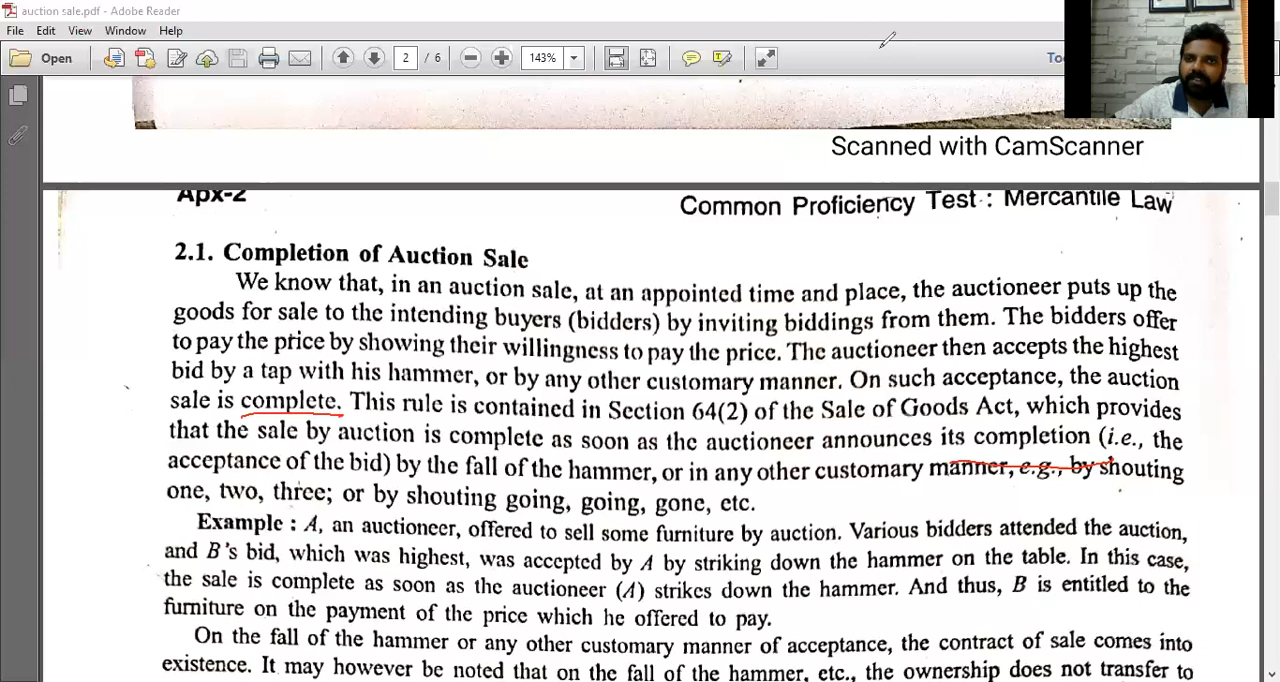 auction sale.pdf - Adobe Reader
File Edit View Window Help
Open 2 / 6 143%
Scanned with CamScanner
Apx-2 Common Proficiency Test : Mercantile Law
2.1. Completion of Auction Sale
We know that, in an auction sale, at an appointed time and place, the auctioneer puts up the
goods for sale to the intending buyers (bidders) by inviting biddings from them. The bidders offer
to pay the price by showing their willingness to pay the price. The auctioneer then accepts the highest
bid by a tap with his hammer, or by any other customary manner. On such acceptance, the auction
sale is complete. This rule is contained in Section 64(2) of the Sale of Goods Act, which provides
that the sale by auction is complete as soon as the auctioneer announces its completion (i.e., the
acceptance of the bid) by the fall of the hammer, or in any other customary manner, e.g., by shouting
one, two, three; or by shouting going, going, gone, etc.
Example : A, an auctioneer, offered to sell some furniture by auction. Various bidders attended the auction,
and B's bid, which was highest, was accepted by A by striking down the hammer on the table. In this case,
the sale is complete as soon as the auctioneer (A) strikes down the hammer. And thus, B is entitled to the
furniture on the payment of the price which he offered to pay.
On the fall of the hammer or any other customary manner of acceptance, the contract of sale comes into
existence. It may however be noted that on the fall of the hammer, etc., the ownership does not transfer to